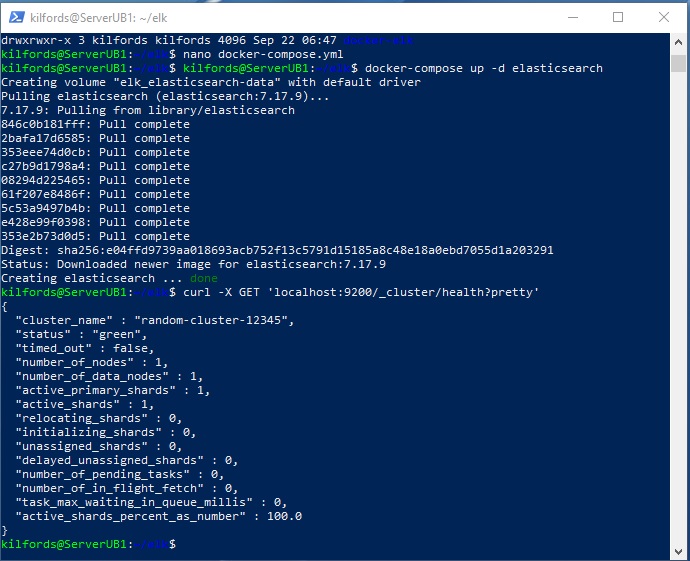 kilfords@ServerUB1: ~/elk
drwxrwxr-x 3 kilfords kilfords 4096 Sep 22 06:47
kilfords@ServerUB1:~/elk$ nano docker-compose.yml
kilfords@ServerUB1:~/elk$ kilfords@ServerUB1:~/elk$ docker-compose up -d elasticsearch
Creating volume "elk_elasticsearch-data" with default driver
Pulling elasticsearch (elasticsearch:7.17.9)...
7.17.9: Pulling from library/elasticsearch
846c0b181fff: Pull complete
2bafa17d6585: Pull complete
353eee74d0cb: Pull complete
c27b9d1798a4: Pull complete
08294d225465: Pull complete
61f207e8486f: Pull complete
5c53a9497b4b: Pull complete
e428e99f0398: Pull complete
353e2b73d0d5: Pull complete
Digest: sha256:e04ffd9739aa018693acb752f13c5791d15185a8c48e18a0ebd7055d1a203291
Status: Downloaded newer image for elasticsearch:7.17.9
Creating elasticsearch ... done
kilfords@ServerUB1:~/elk$ curl -X GET 'localhost:9200/_cluster/health?pretty'
{
  "cluster_name" : "random-cluster-12345",
  "status" : "green",
  "timed_out" : false,
  "number_of_nodes" : 1,
  "number_of_data_nodes" : 1,
  "active_primary_shards" : 1,
  "active_shards" : 1,
  "relocating_shards" : 0,
  "initializing_shards" : 0,
  "unassigned_shards" : 0,
  "delayed_unassigned_shards" : 0,
  "number_of_pending_tasks" : 0,
  "number_of_in_flight_fetch" : 0,
  "task_max_waiting_in_queue_millis" : 0,
  "active_shards_percent_as_number" : 100.0
}
kilfords@ServerUB1:~/elk$